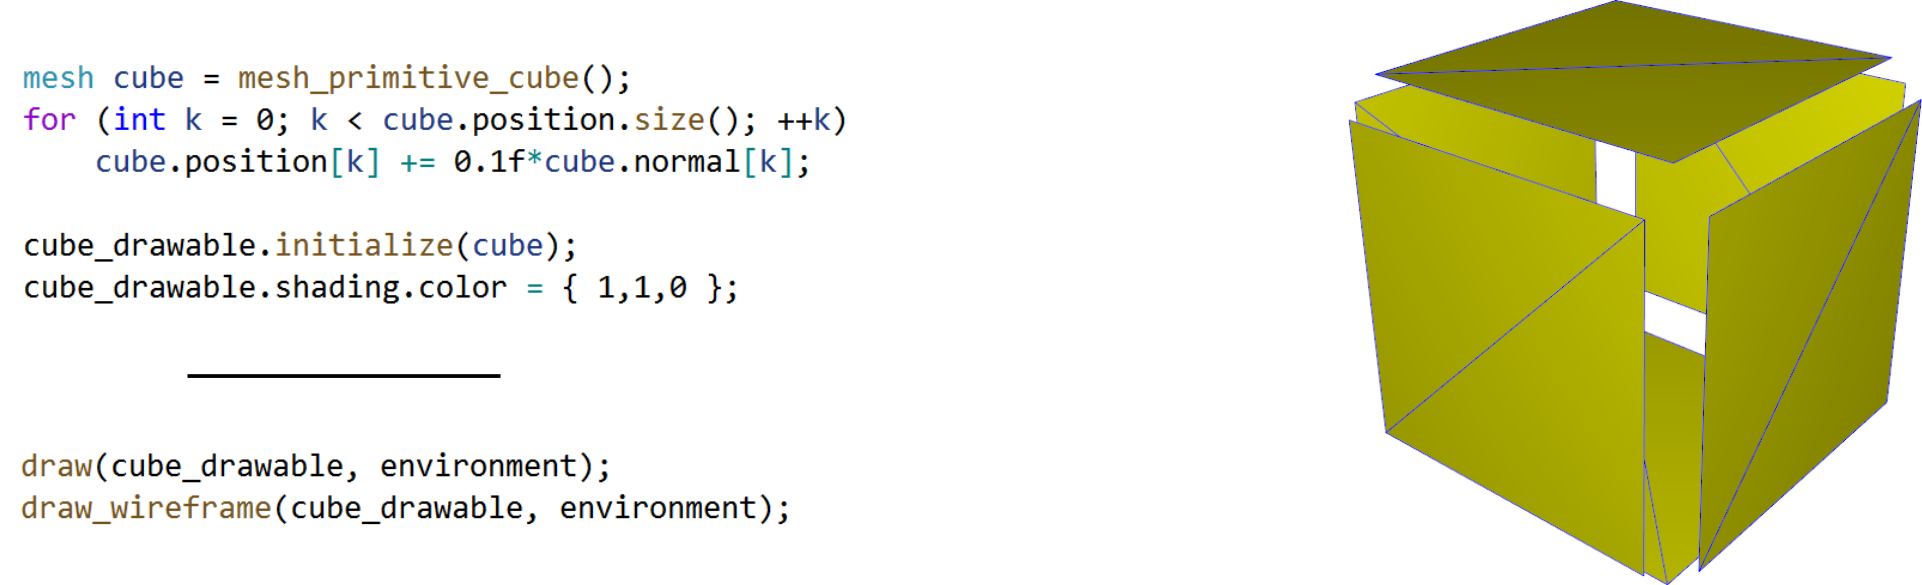 mesh cube = mesh_primitive_cube();
for (int k = 0; k < cube.position.size(); ++k)
    cube.position[k] += 0.1f*cube.normal[k];
cube_drawable.initialize(cube);
cube_drawable.shading.color = { 1,1,0 };
draw(cube_drawable, environment);
draw_wireframe(cube_drawable, environment);